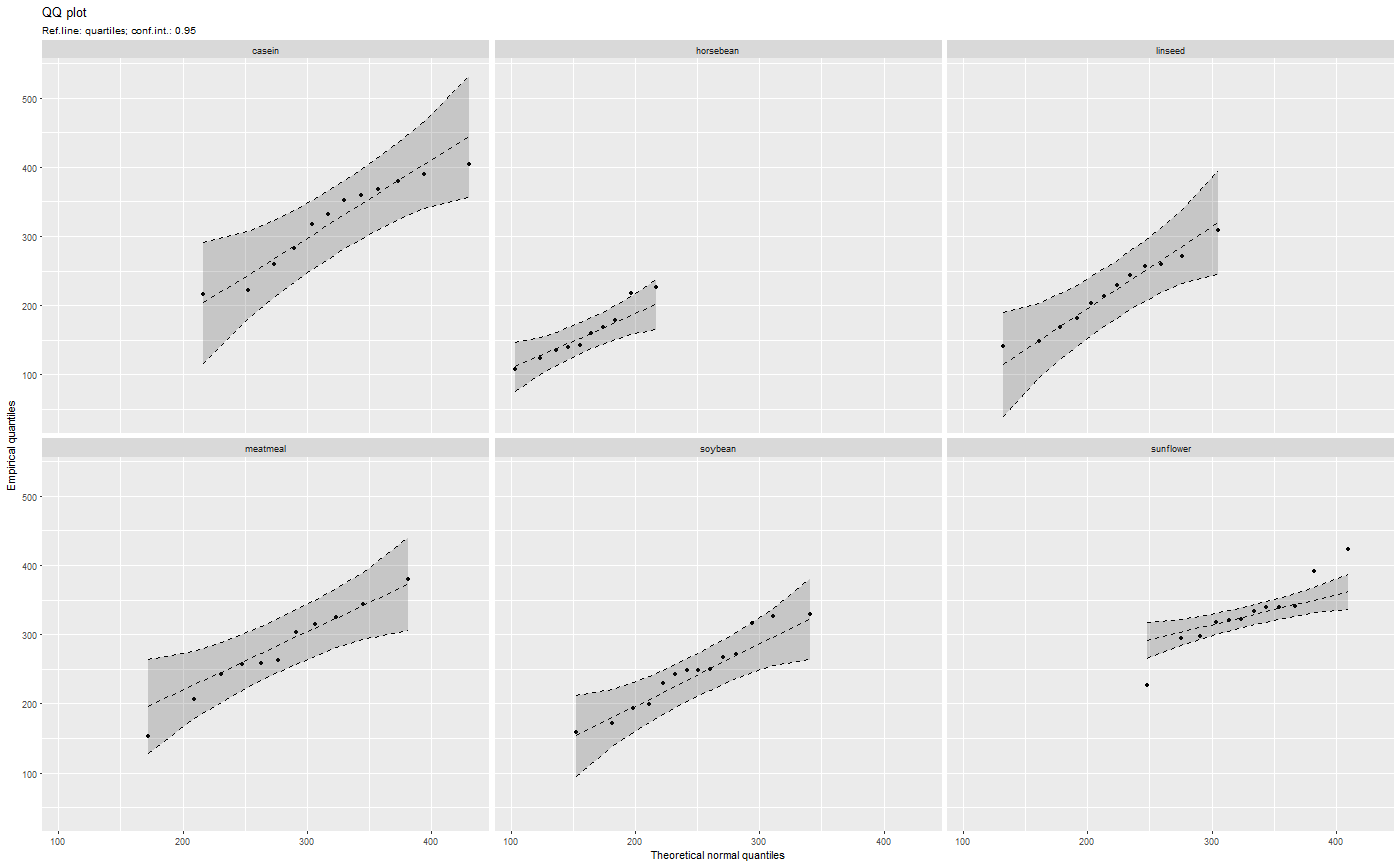 QQ plot
Ref.line: quartiles; conf.int.: 0.95
casein
horsebean
linseed
500
400
300
200
100
meatmeal
soybean
sunflower
500
400
300
200
100
100 200 300 400
100 200 300 400
100 200 300 400
Theoretical normal quantiles
Empirical quantiles